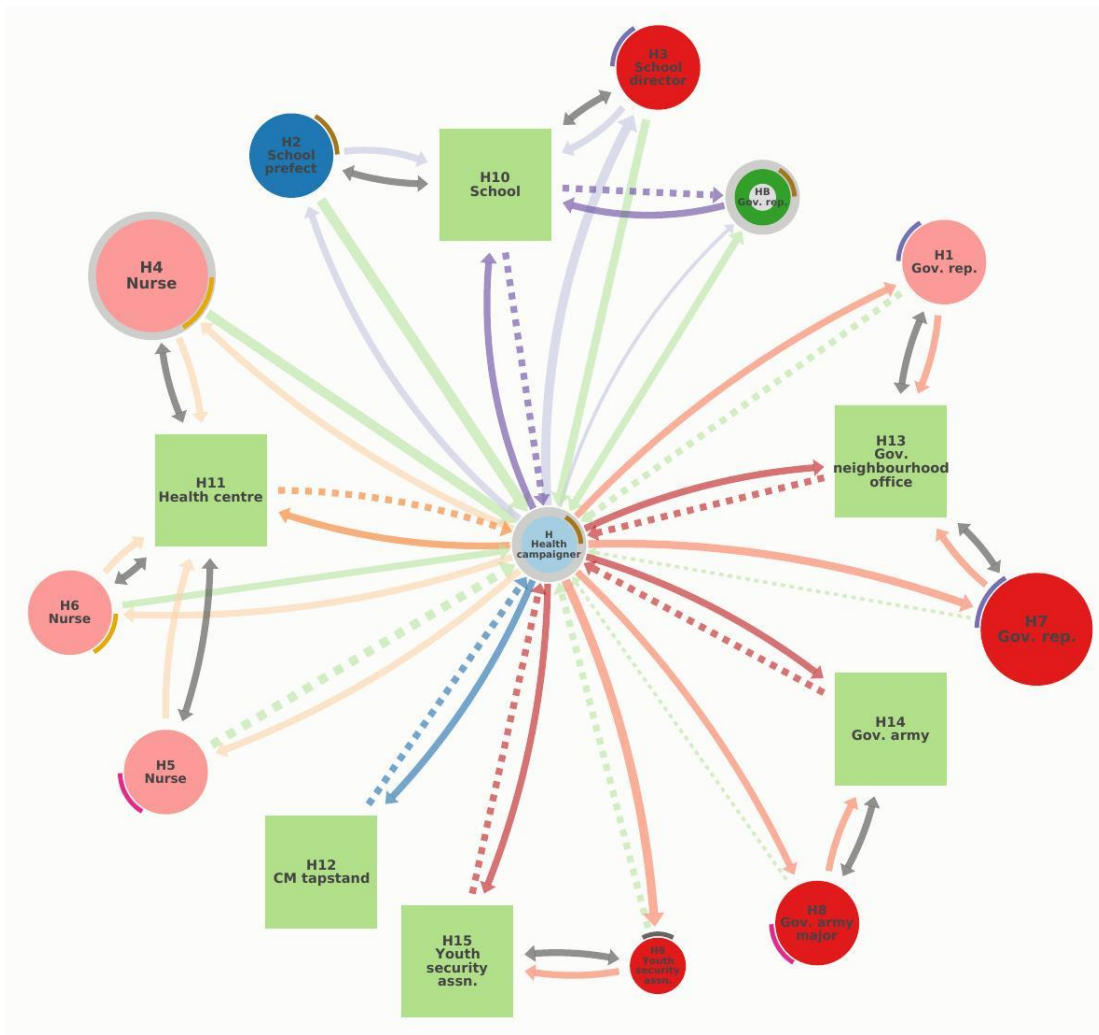 H3
School
director
H2
School
prefect
H10
School
HB
Gov. rep.
H1
Gov. rep.
H4
Nurse
H13
Gov.
neighbourhood
office
H11
Health centre
H
Health
campaigner
H6
Nurse
H7
Gov. rep.
H14
Gov. army
H5
Nurse
H12
CM tapstand
H8
Gov. army
major
H15
Youth
security
assn.
Youth
security
assn.